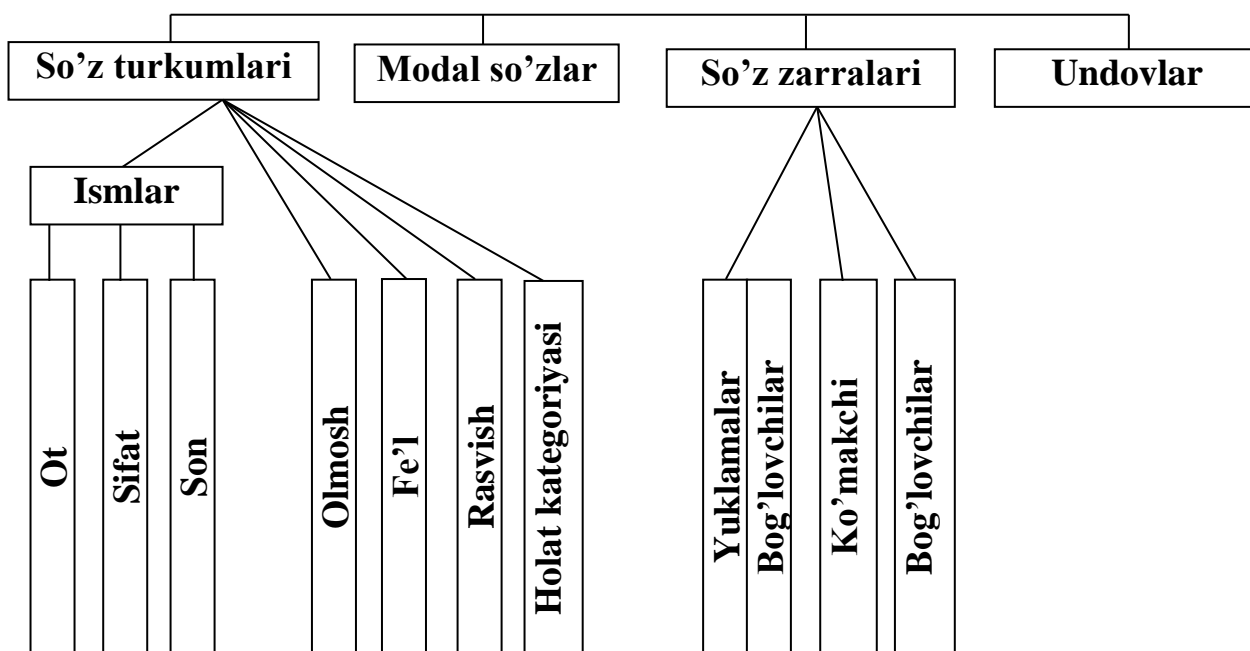 So’z turkumlari
Modal so’zlar
So’z zarralari
Undovlar
Ismlar
Ot
Sifat
Son
Olmosh
Fe’l
Rasvish
Holat kategoriyasi
Yuklamalar
Bog’lovchilar
Ko’makchi
Bog’lovchilar